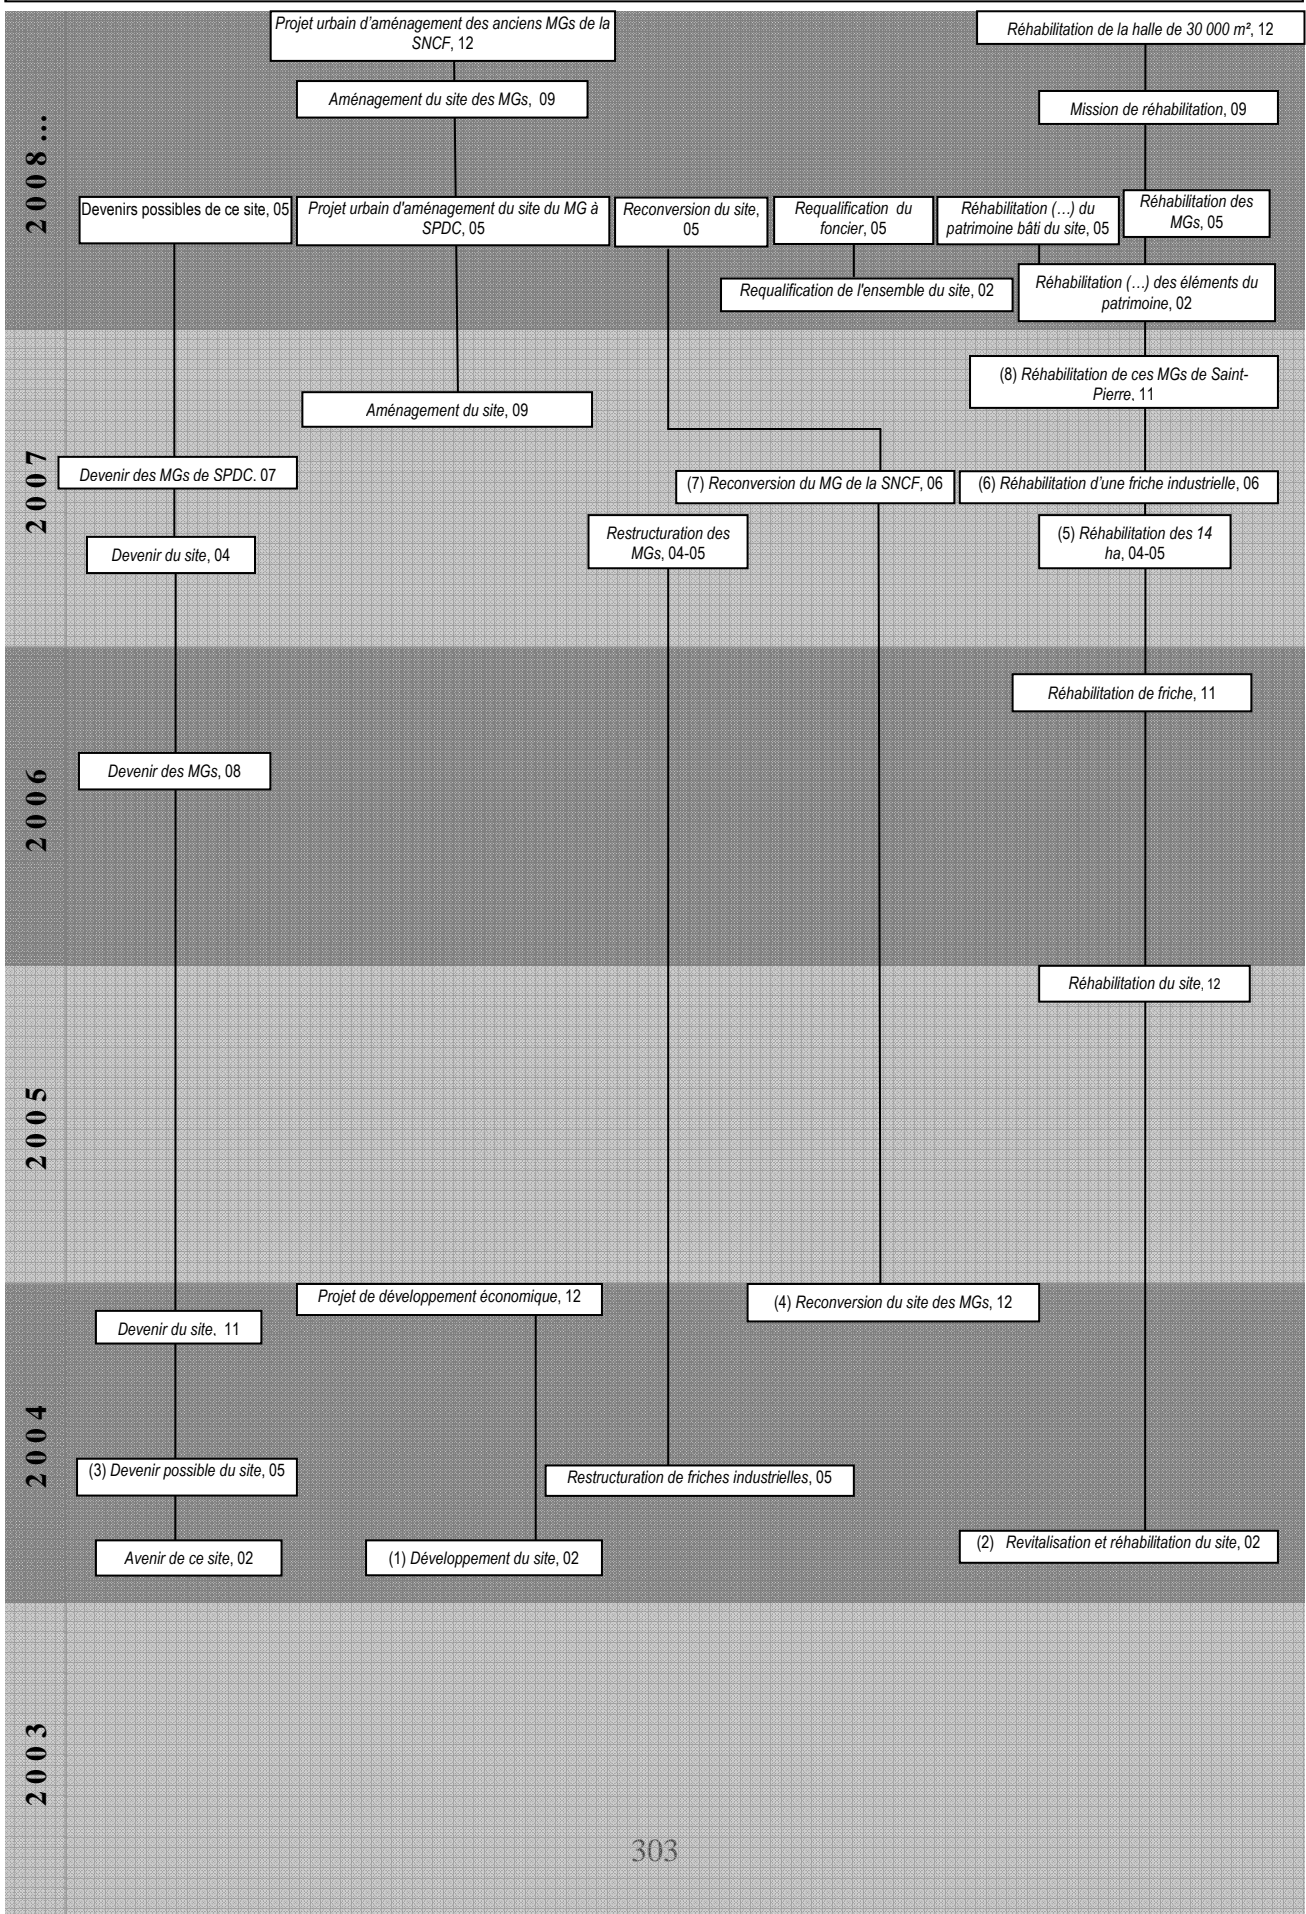 Projet urbain d'aménagement des anciens MGs de la
SNCF, 12
Réhabilitation de la halle de 30 000 m², 12
Aménagement du site des MGs, 09
Mission de réhabilitation, 09
2008...
Devenirs possibles de ce site, 05
Projet urbain d'aménagement du site du MG à
SPDC, 05
Reconversion du site,
05
Requalification du
foncier, 05
Réhabilitation (…) du
patrimoine bâti du site, 05
Réhabilitation des
MGs, 05
Requalification de l'ensemble du site, 02
Réhabilitation (…) des éléments du
patrimoine, 02
(8) Réhabilitation de ces MGs de Saint-
Pierre, 11
Aménagement du site, 09
2007
Devenir des MGs de SPDC. 07
(7) Reconversion du MG de la SNCF, 06
(6) Réhabilitation d'une friche industrielle, 06
Devenir du site, 04
Restructuration des
MGs, 04-05
(5) Réhabilitation des 14
ha, 04-05
Réhabilitation de friche, 11
2006
Devenir des MGs, 08
Réhabilitation du site, 12
2005
Projet de développement économique, 12
(4) Reconversion du site des MGs, 12
Devenir du site, 11
2004
(3) Devenir possible du site, 05
Restructuration de friches industrielles, 05
Avenir de ce site, 02
(1) Développement du site, 02
(2) Revitalisation et réhabilitation du site, 02
2003
303